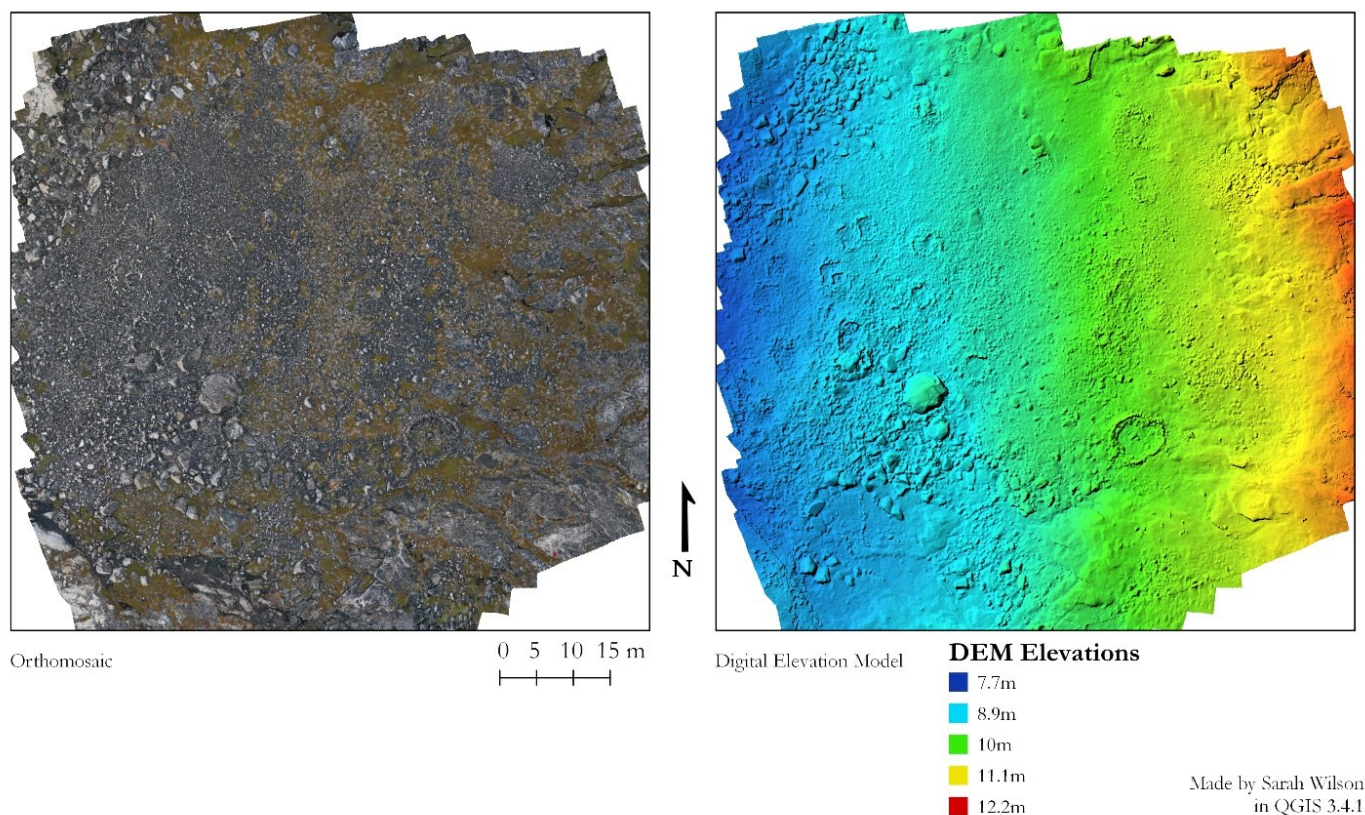 N
Orthomosaic
0 5 10 15 m
Digital Elevation Model
DEM Elevations
7.7m
8.9m
10m
11.1m
12.2m
Made by Sarah Wilson
in QGIS 3.4.1